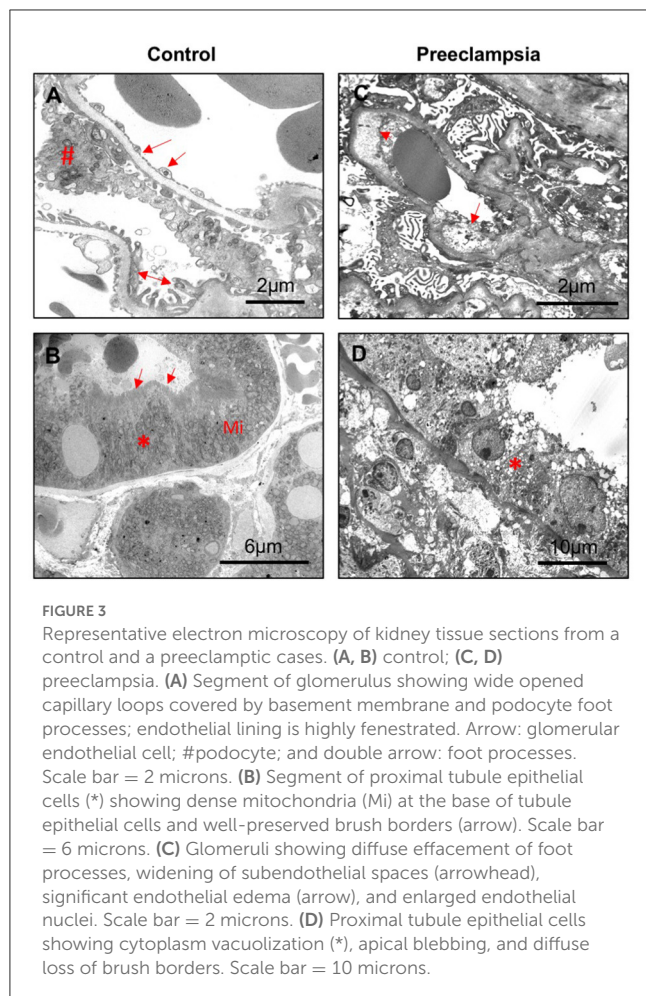 Control Preeclampsia
A
#
2µm
C
2µm
B
Mi
*
6µm
D
*
10µm
FIGURE 3
Representative electron microscopy of kidney tissue sections from a
control and a preeclamptic cases. (A, B) control; (C, D)
preeclampsia. (A) Segment of glomerulus showing wide opened
capillary loops covered by basement membrane and podocyte foot
processes; endothelial lining is highly fenestrated. Arrow: glomerular
endothelial cell; #podocyte; and double arrow: foot processes.
Scale bar = 2 microns. (B) Segment of proximal tubule epithelial
cells (*) showing dense mitochondria (Mi) at the base of tubule
epithelial cells and well-preserved brush borders (arrow). Scale bar
= 6 microns. (C) Glomeruli showing diffuse effacement of foot
processes, widening of subendothelial spaces (arrowhead),
significant endothelial edema (arrow), and enlarged endothelial
nuclei. Scale bar = 2 microns. (D) Proximal tubule epithelial cells
showing cytoplasm vacuolization (*), apical blebbing, and diffuse
loss of brush borders. Scale bar = 10 microns.